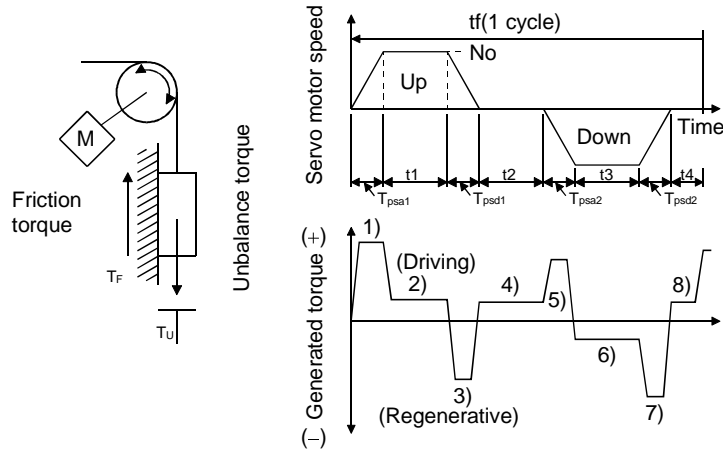 M
Friction
torque
TF
TU
Unbalance torque
Servo motor speed
tf(1 cycle)
No
Up
Down
Time
t1
t2
t3
t4
Tpsa1
Tpsd1
Tpsa2
Tpsd2
Generated torque
(+)
(–)
1)
(Driving)
2)
3)
(Regenerative)
4)
5)
6)
7)
8)